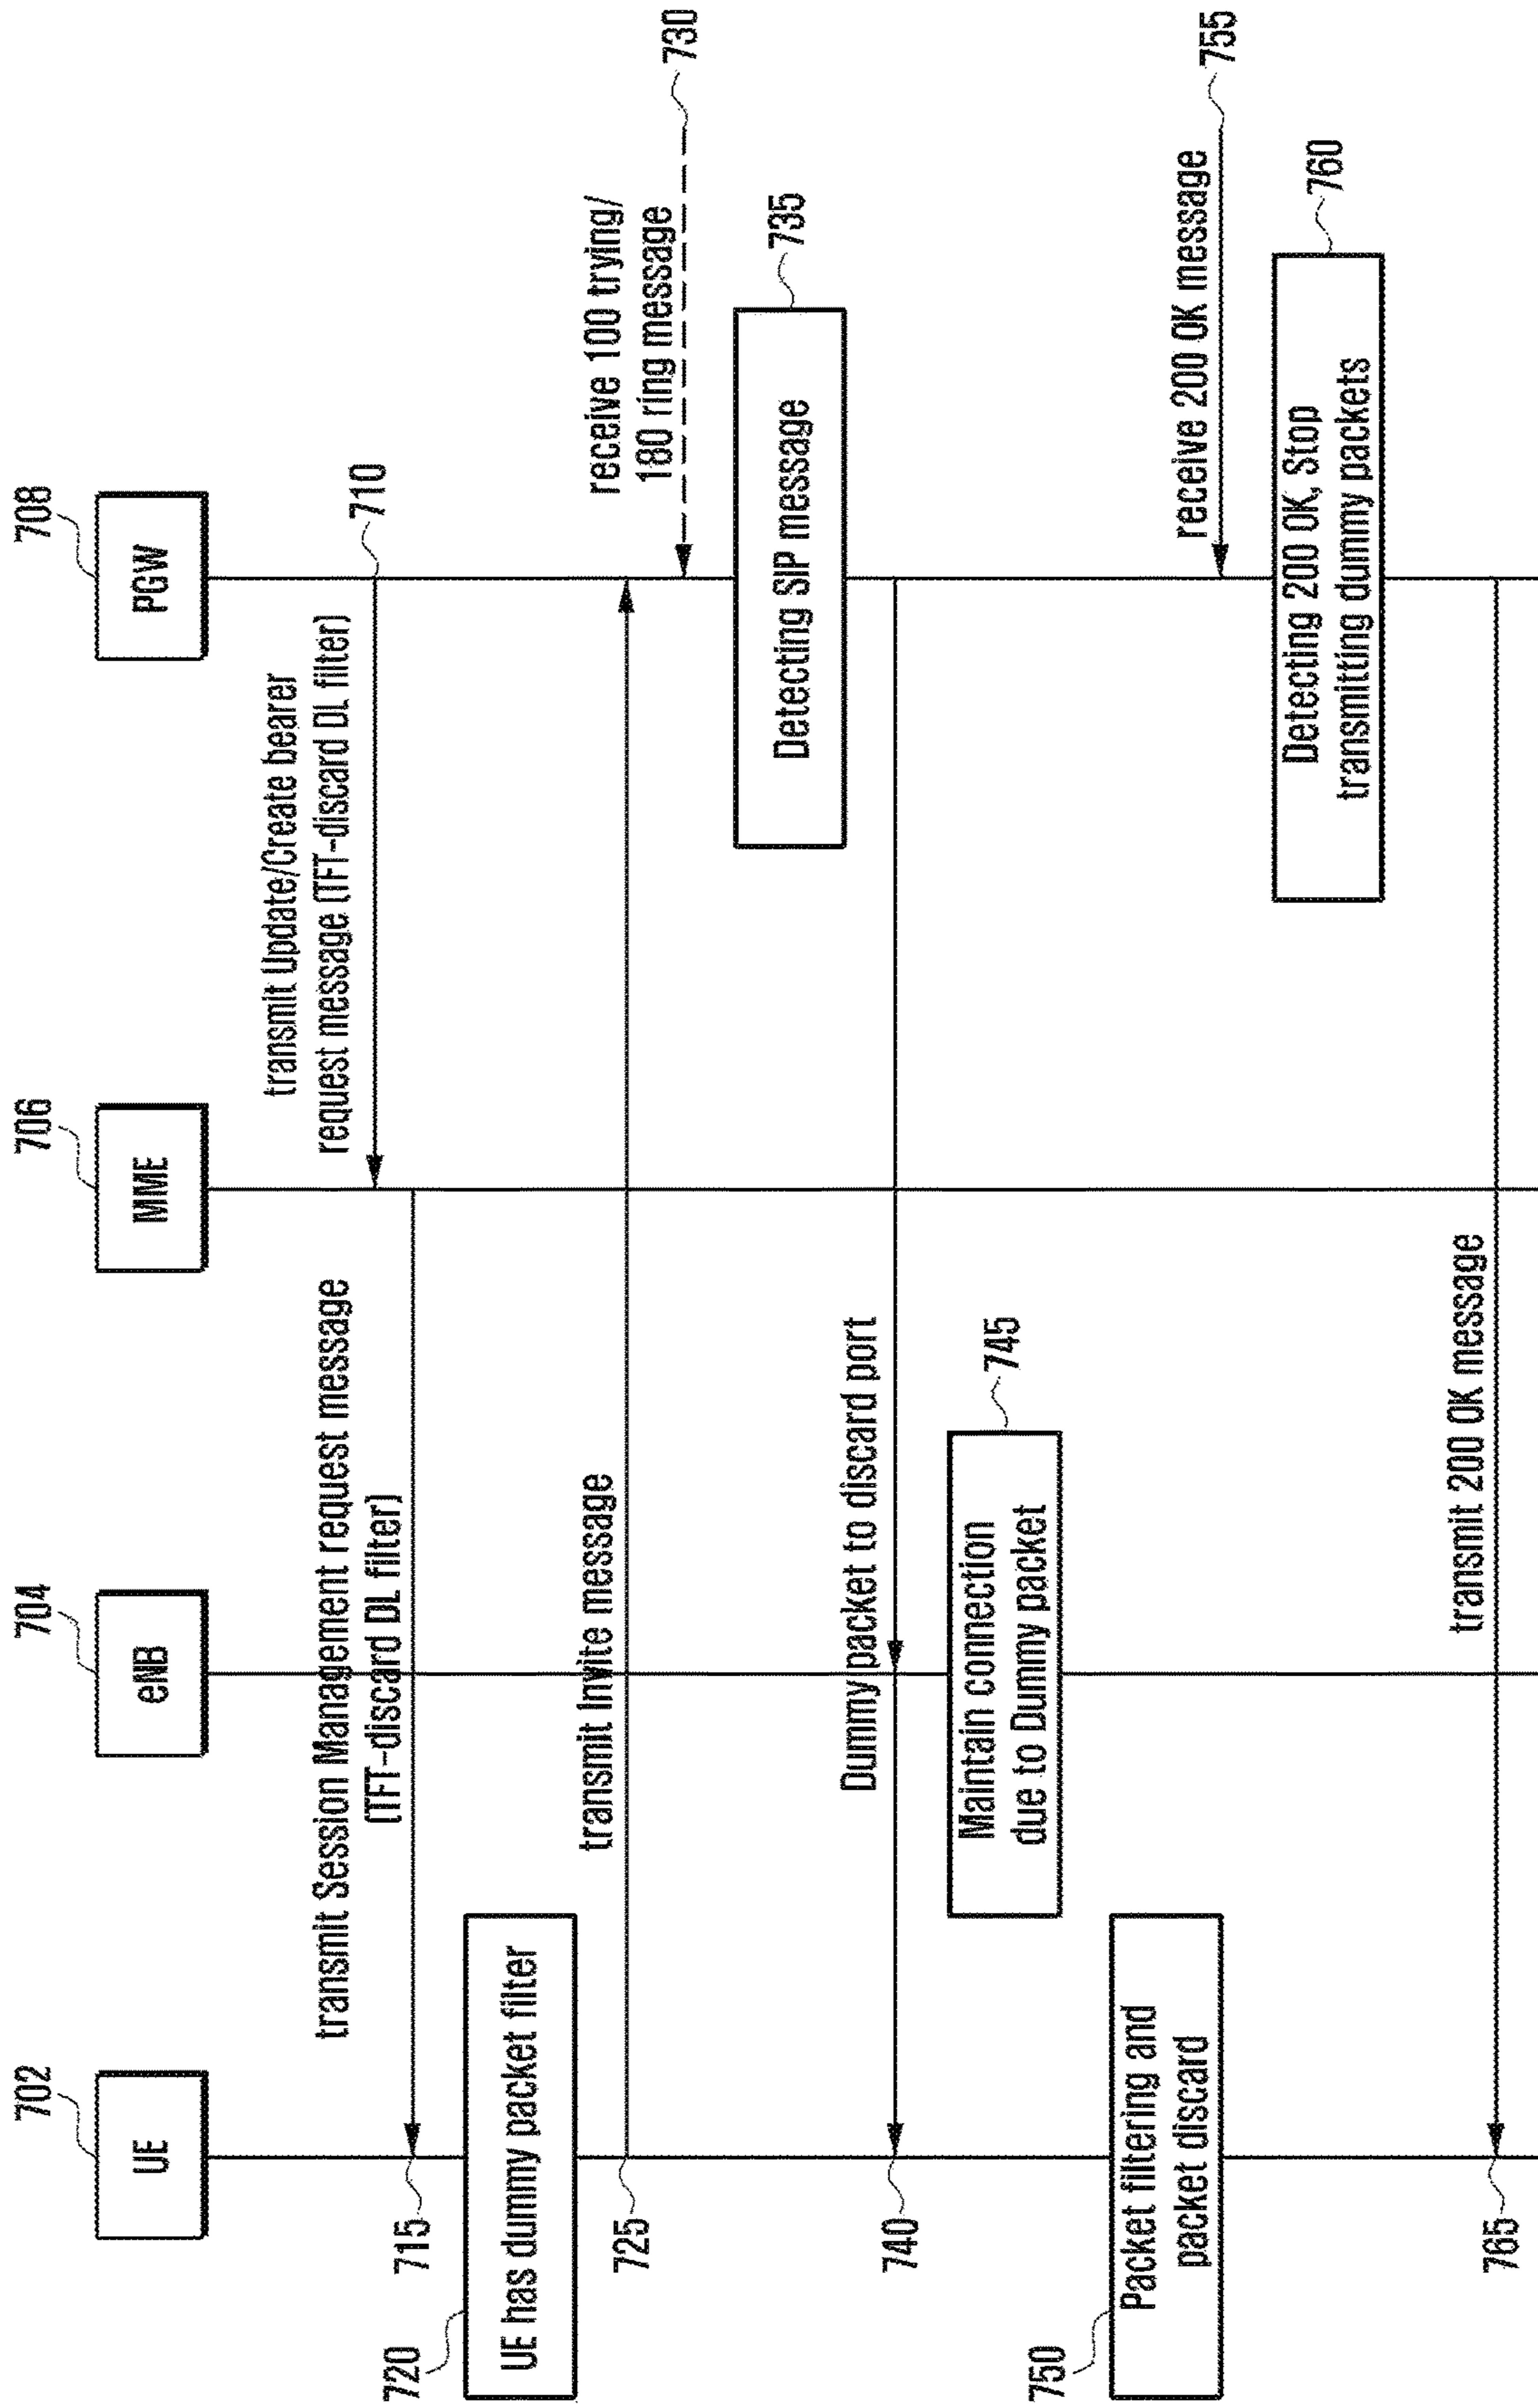 702
704
706
708
UE
eNB
MME
PGW
transmit Update/Create bearer
request message (TFT-discard DL filter)
710
transmit Session Management request message
(TFT-discard DL filter)
715
720
UE has dummy packet filter
transmit Invite message
725
receive 100 trying/
180 ring message
730
Detecting SIP message
735
Dummy packet to discard port
740
Maintain connection
due to Dummy packet
745
750
Packet filtering and
packet discard
receive 200 OK message
755
Detecting 200 OK, Stop
transmitting dummy packets
760
transmit 200 OK message
765